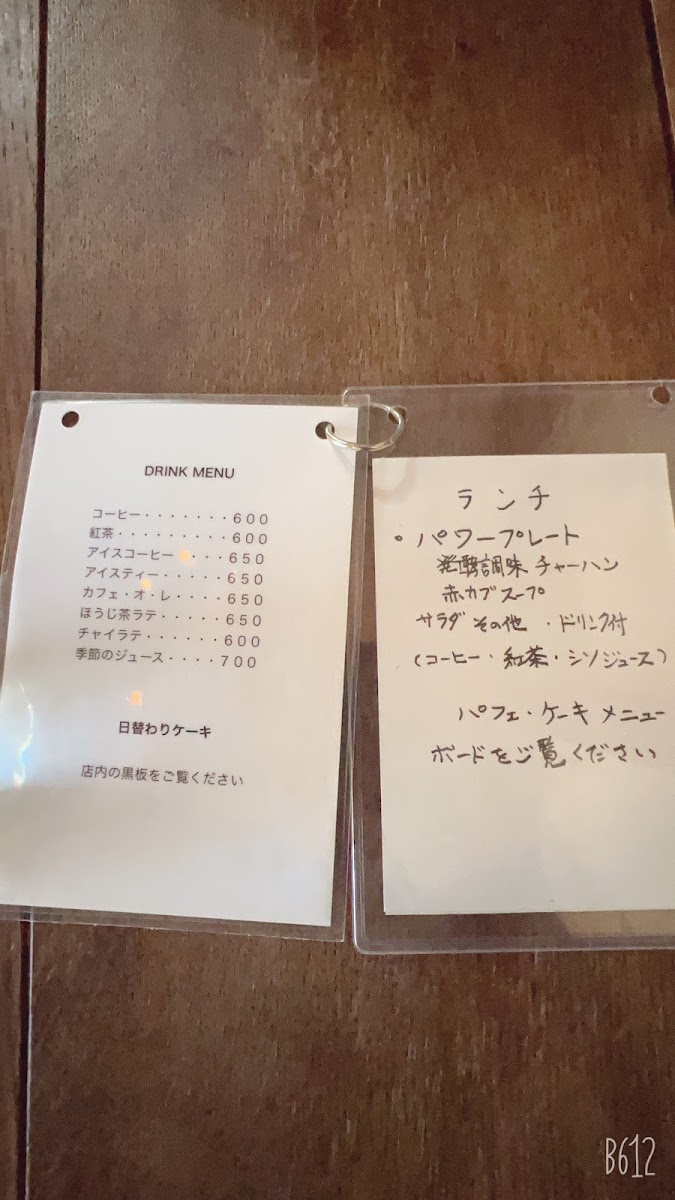 DRINK MENU
コーヒー・・・・・・・600
紅茶・・・・・・・・・600
アイスコーヒー・・・・650
アイスティー・・・・・650
カフェ・オ・レ・・・・650
ほうじ茶ラテ・・・・・650
チャイラテ・・・・・・600
季節のジュース・・・・700
日替わりケーキ
店内の黒板をご覧ください
ランチ
・パワープレート
発酵調味 チャーハン
赤カブスープ
サラダ その他 ・ドリンク付
(コーヒー・紅茶・シソジュース)
パフェ・ケーキ メニュー
ボードをご覧ください
B612